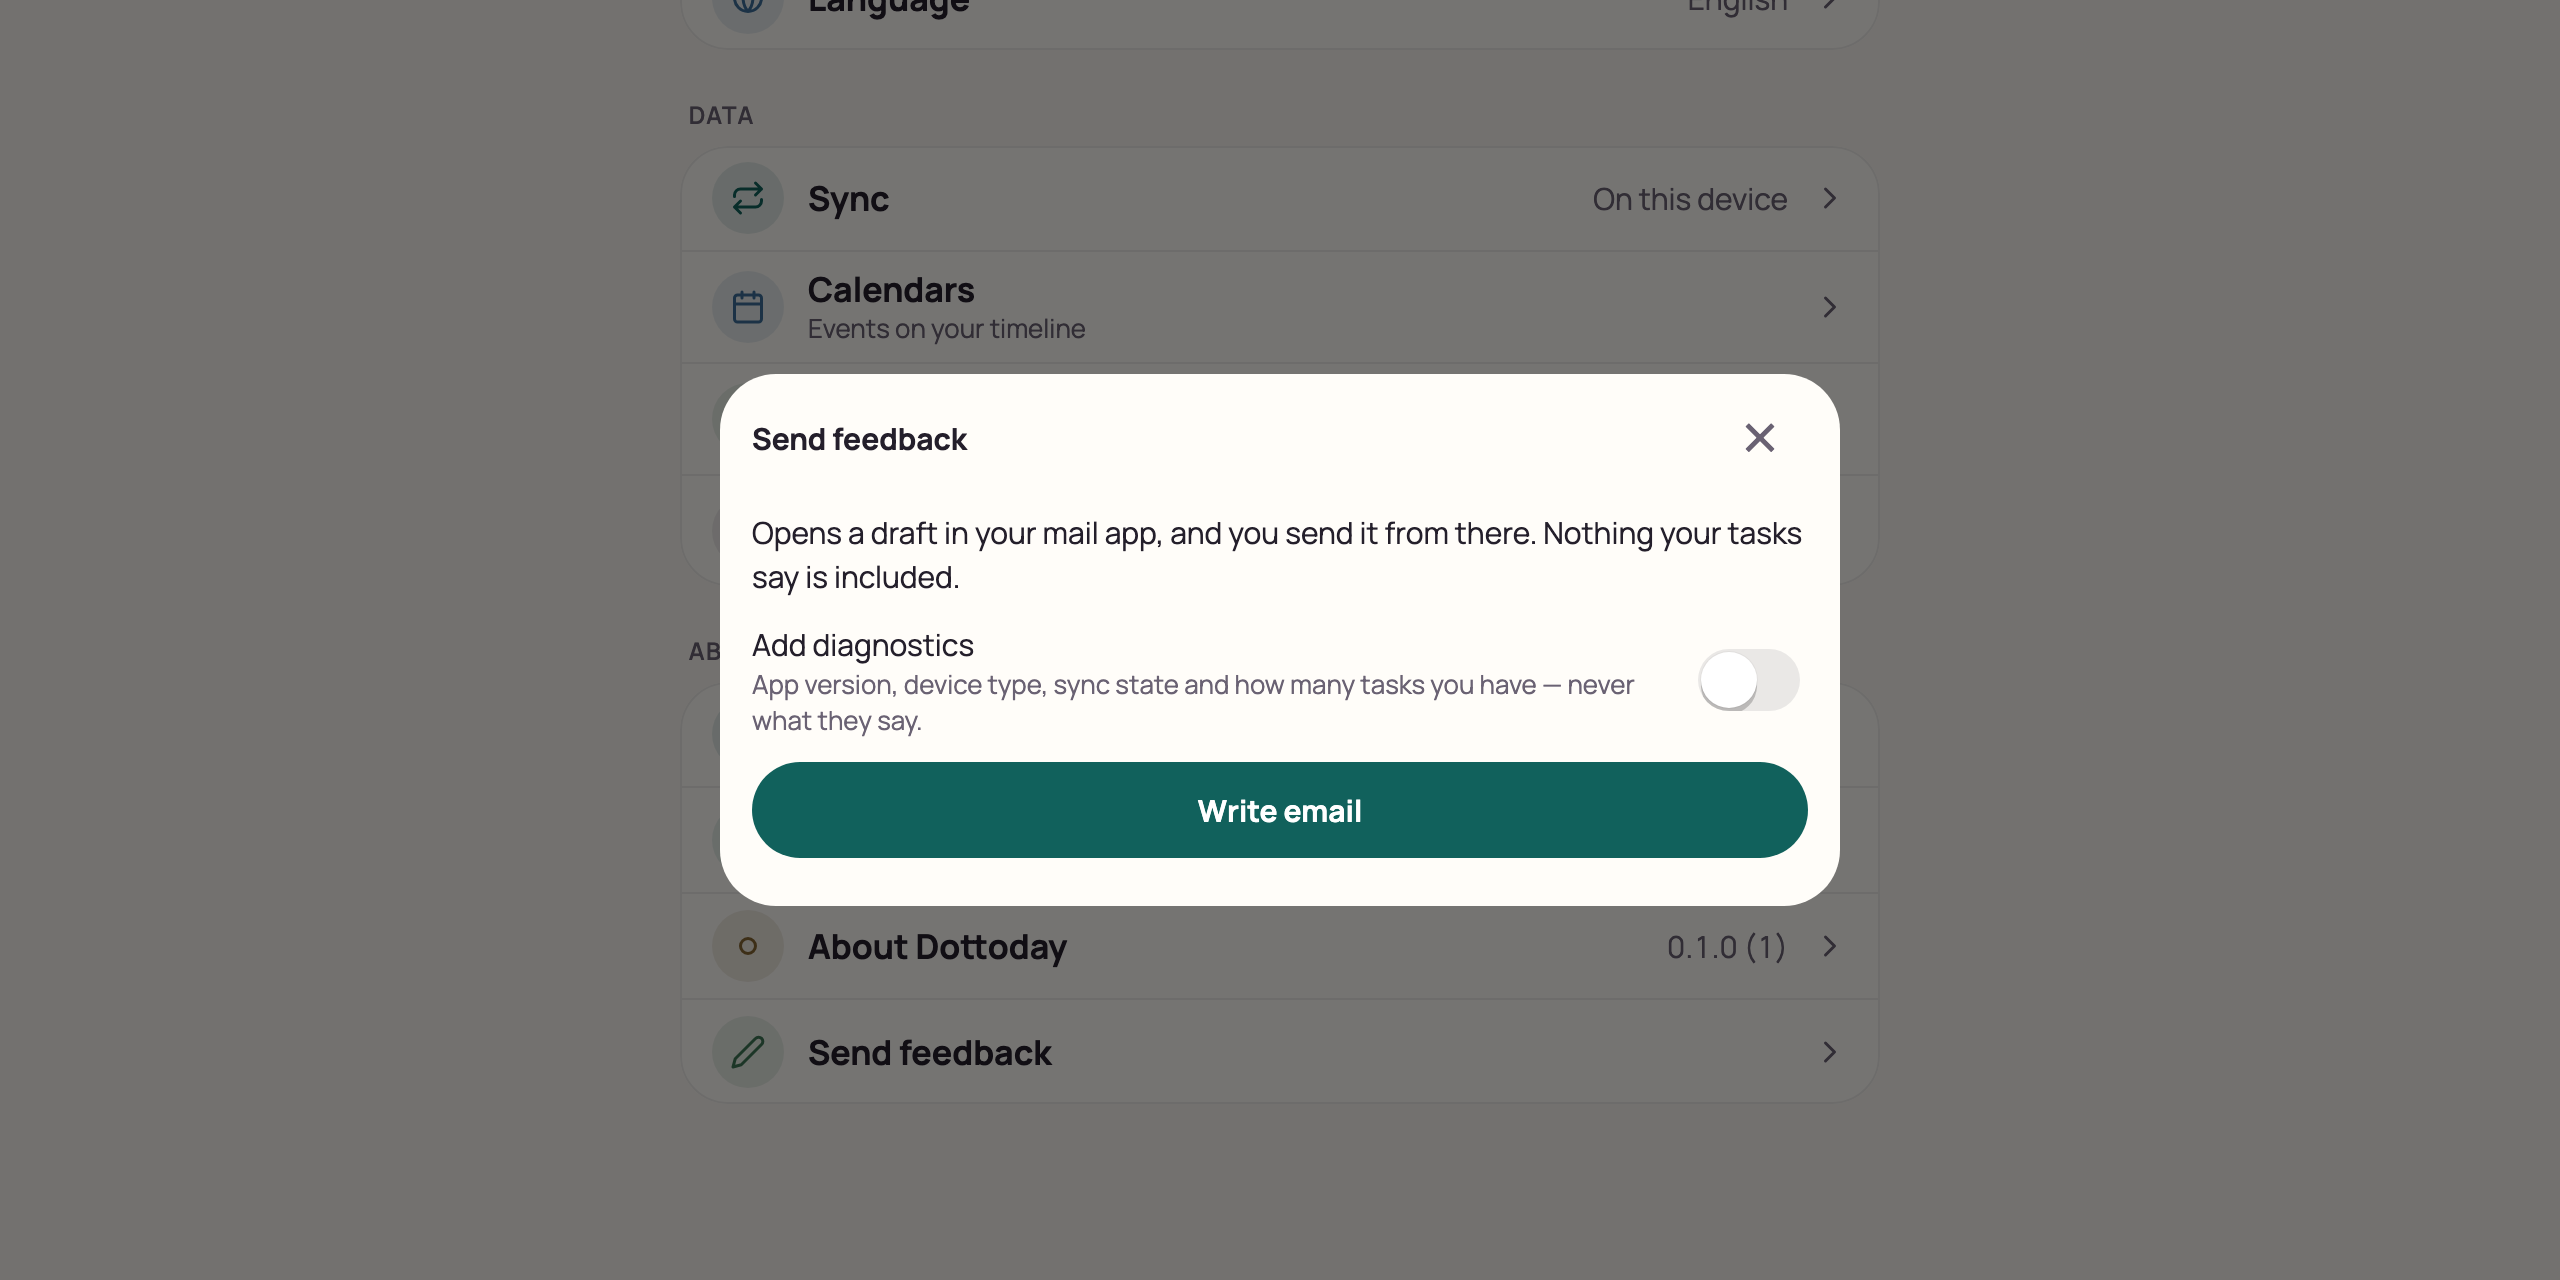 Language
English
DATA
Sync
On this device
Calendars
Events on your timeline
Send feedback
Opens a draft in your mail app, and you send it from there. Nothing your tasks
say is included.
Add diagnostics
App version, device type, sync state and how many tasks you have — never
what they say.
Write email
About Dottoday
0.1.0 (1)
Send feedback